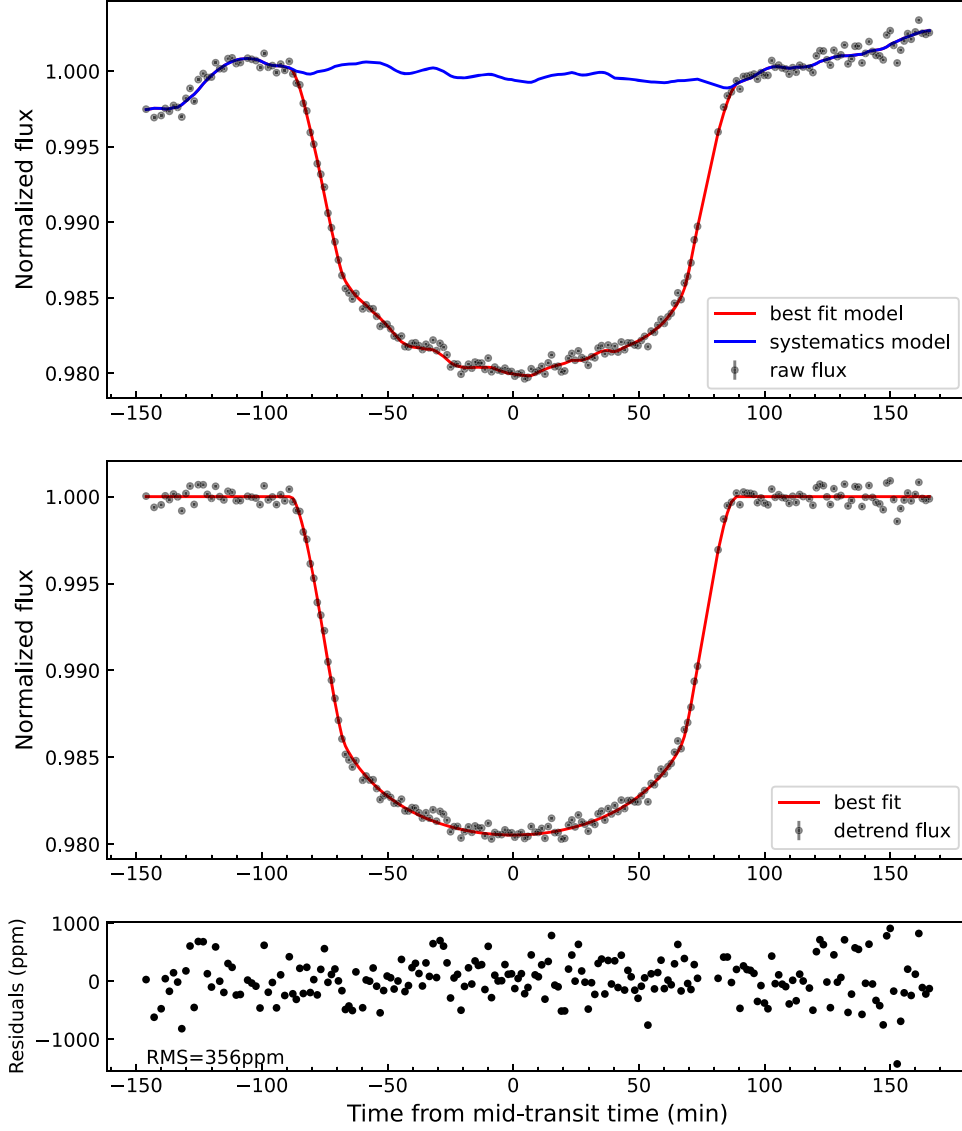 Normalized flux
1.000
0.995
0.990
0.985
0.980
best fit model
systematics model
raw flux
−150 −100 −50 0 50 100 150
Normalized flux
1.000
0.995
0.990
0.985
0.980
best fit
detrend flux
−150 −100 −50 0 50 100 150
Residuals (ppm)
1000
0
−1000
RMS=356ppm
−150 −100 −50 0 50 100 150
Time from mid-transit time (min)